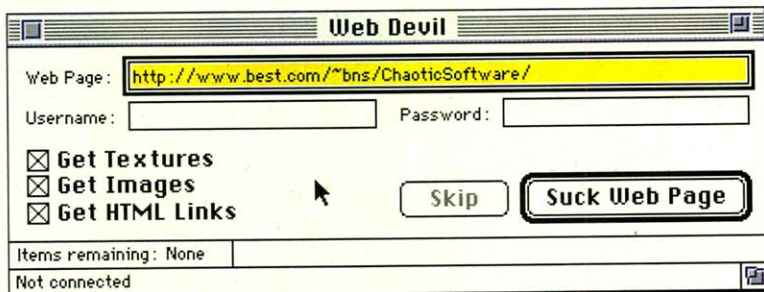 Web Devil
Web Page: http://www.best.com/~bns/ChaoticSoftware/
Username: Password:
Get Textures
Get Images
Get HTML Links
Skip
Suck Web Page
Items remaining: None
Not connected